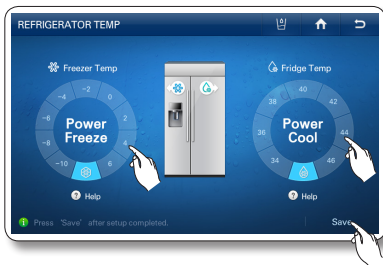 REFRIGERATOR TEMP
Freezer Temp
Fridge Temp
-10
-8
-6
-4
-2
0
2
4
6
Power
Freeze
34
36
38
40
42
44
46
Power
Cool
? Help
? Help
i Press 'Save' after setup completed.
Save